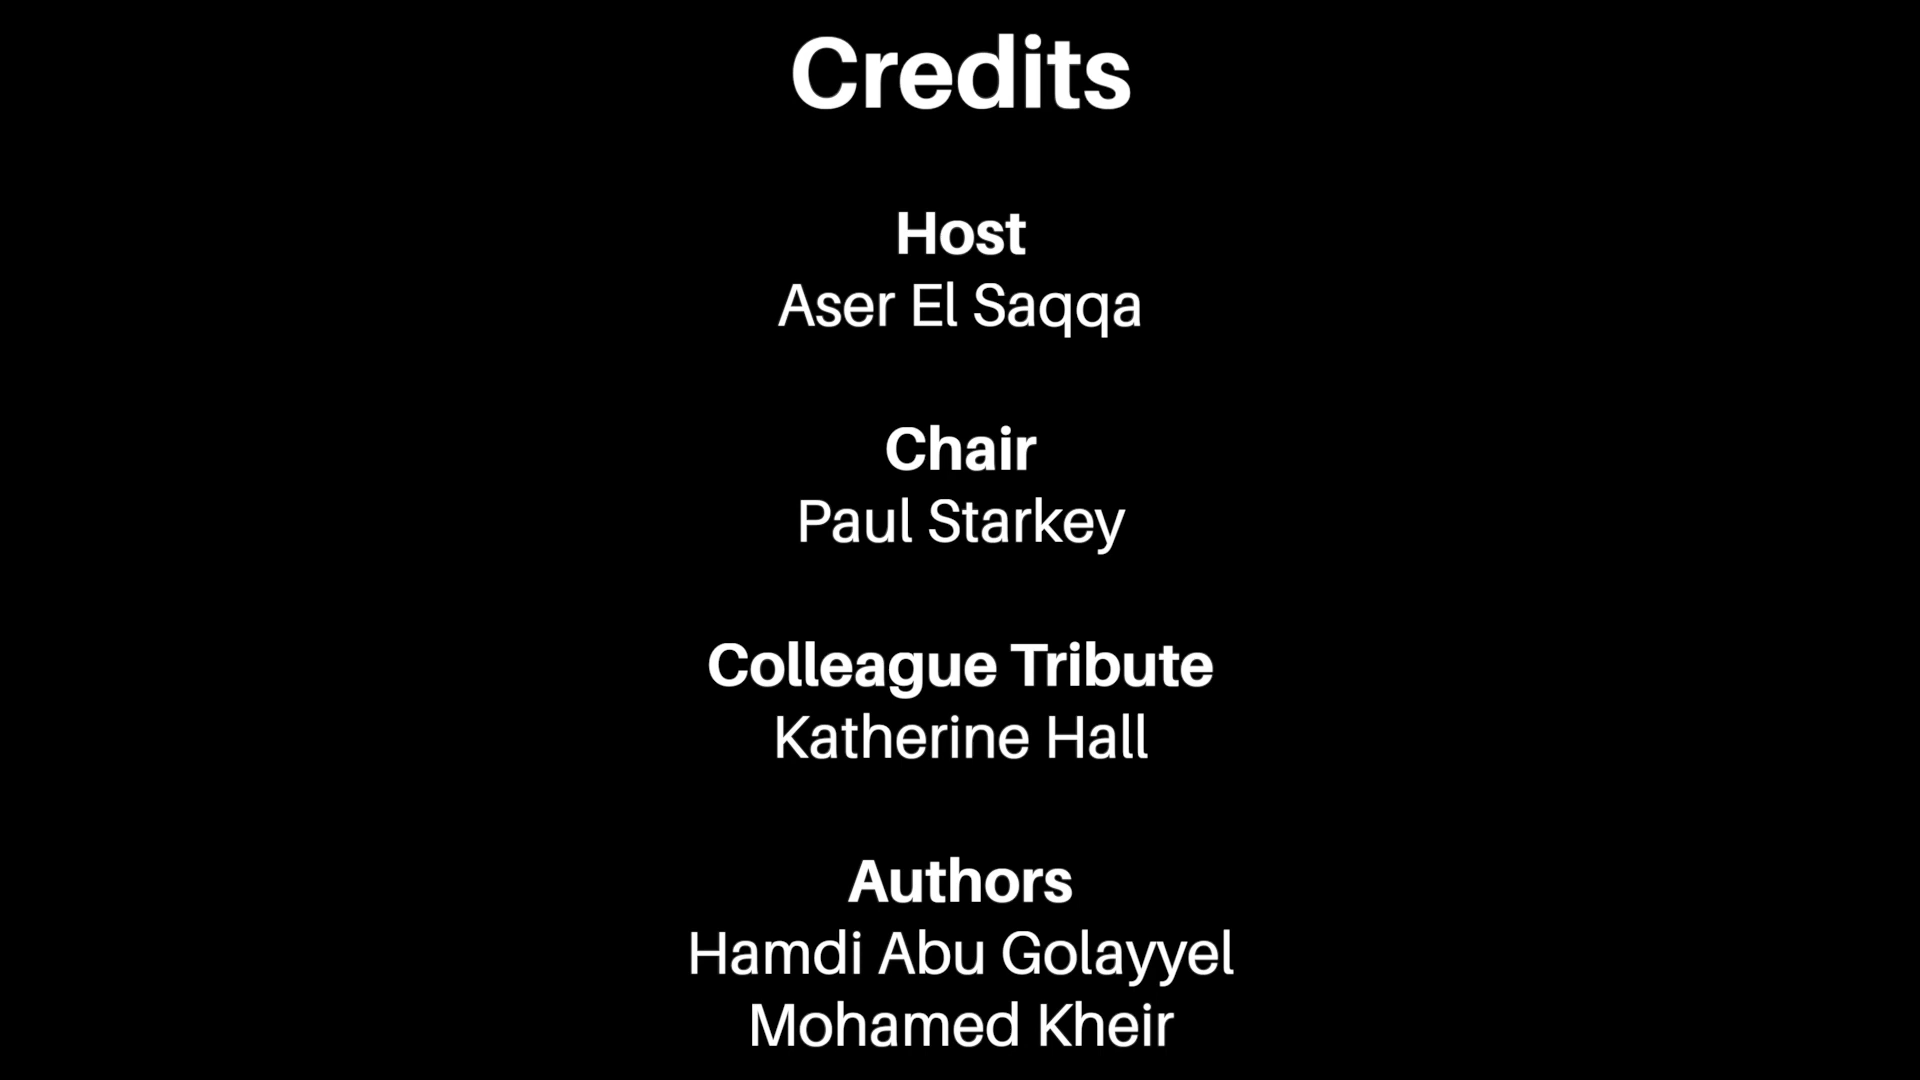 Credits
Host
Aser El Saqqa
Chair
Paul Starkey
Colleague Tribute
Katherine Hall
Authors
Hamdi Abu Golayyel
Mohamed Kheir